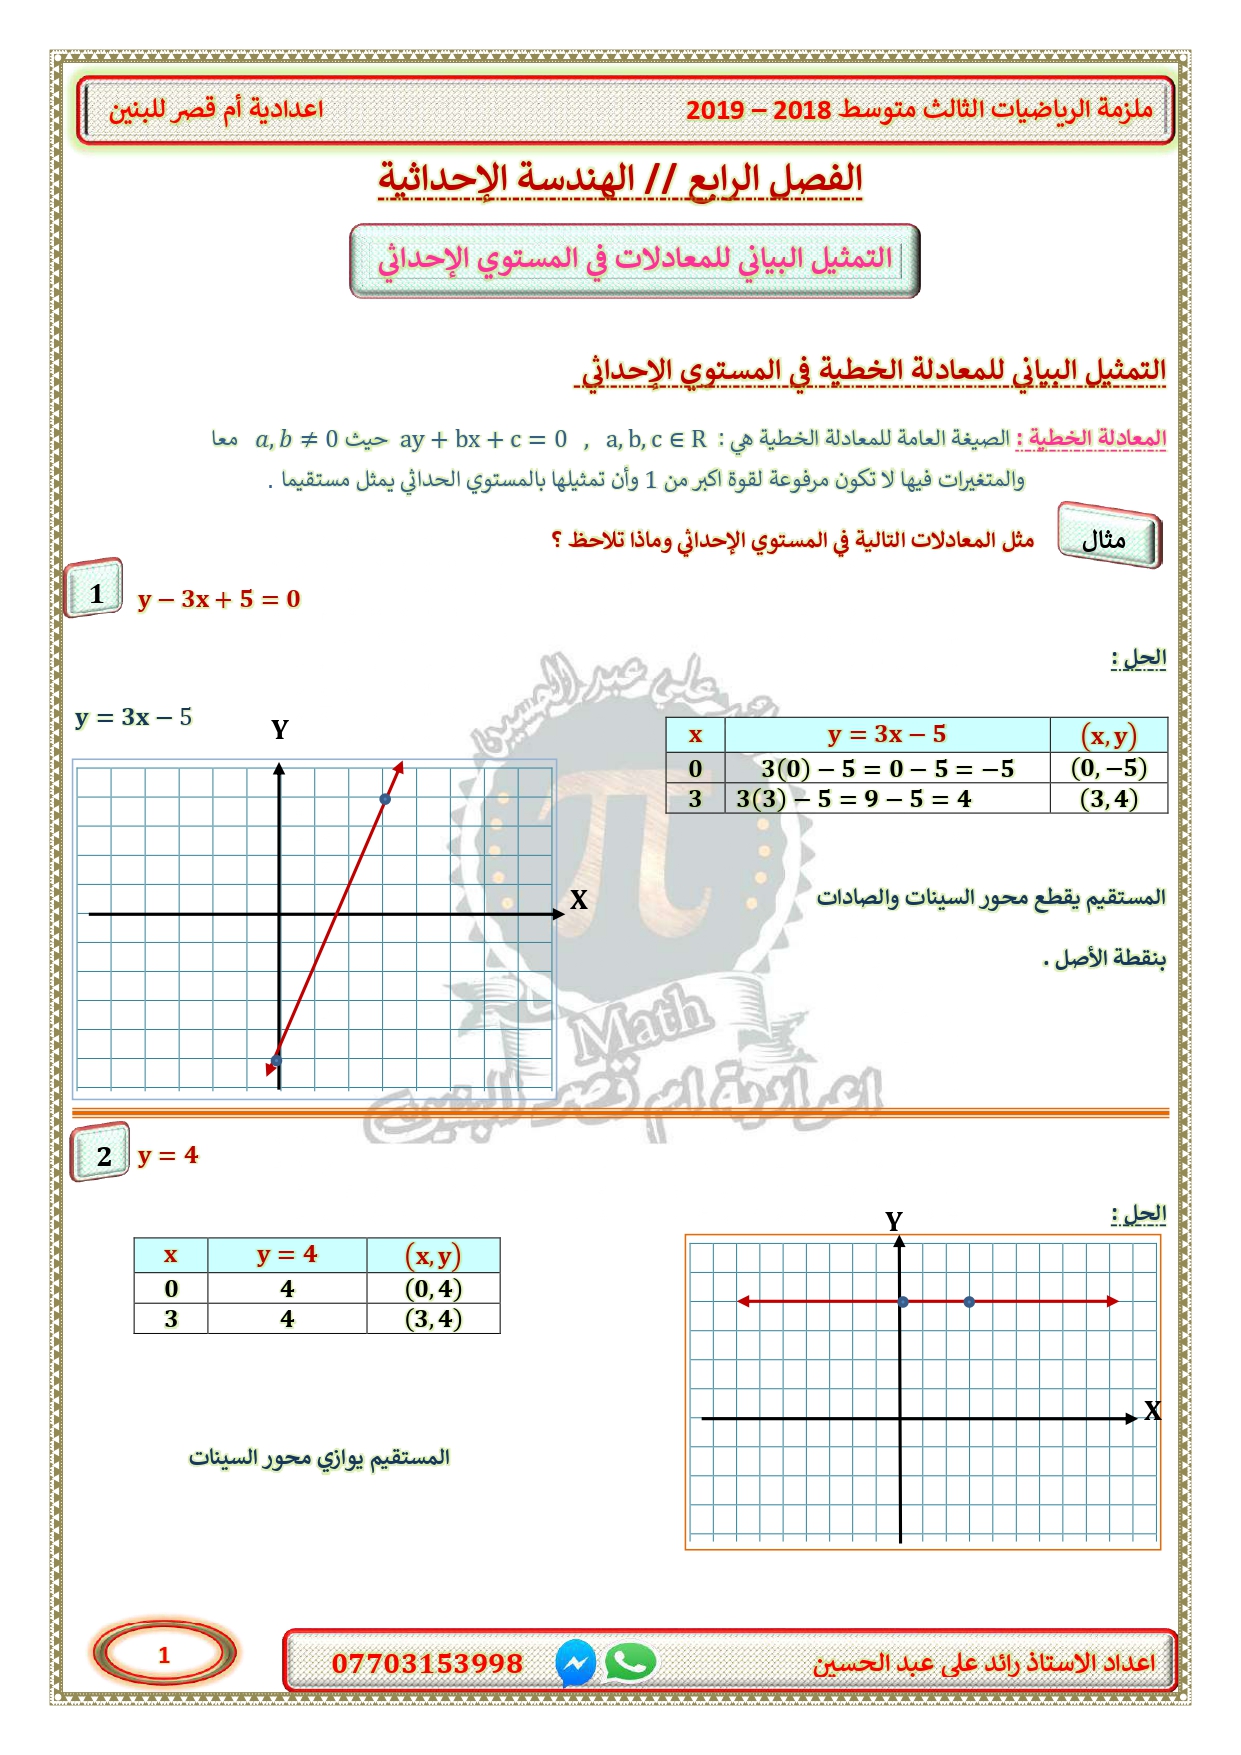 ملزمة الرياضيات الثالث متوسط 2018 – 2019 اعدادية أم قصر للبنين
الفصل الرابع // الهندسة الإحداثية
التمثيل البياني للمعادلات في المستوي الإحداثي
التمثيل البياني للمعادلة الخطية في المستوي الإحداثي
المعادلة الخطية : الصيغة العامة للمعادلة الخطية هي : ay + bx + c = 0 , a, b, c ∈ R حيث a, b ≠ 0 معا
والمتغيرات فيها لا تكون مرفوعة لقوة اكبر من 1 وأن تمثيلها بالمستوي الحداثي يمثل مستقيما .
مثال مثل المعادلات التالية في المستوي الإحداثي وماذا تلاحظ ؟
1 y − 3x + 5 = 0
الحل :
y = 3x − 5
x y = 3x − 5 (x, y)
0 3(0) − 5 = 0 − 5 = −5 (0, −5)
3 3(3) − 5 = 9 − 5 = 4 (3, 4)
Y
X
المستقيم يقطع محور السينات والصادات
بنقطة الأصل .
علي عبد الحسين
Math
اعدادية ام قصر للبنين
2 y = 4
الحل :
x y = 4 (x, y)
0 4 (0, 4)
3 4 (3, 4)
Y
X
المستقيم يوازي محور السينات
اعداد الاستاذ رائد علي عبد الحسين 07703153998
1